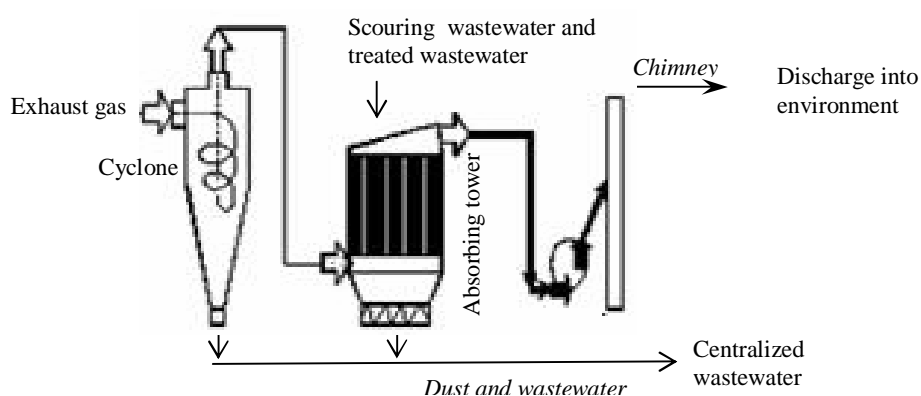 Scouring wastewater and
treated wastewater
Chimney
Discharge into
environment
Exhaust gas
Cyclone
Absorbing tower
Centralized
wastewater
Dust and wastewater